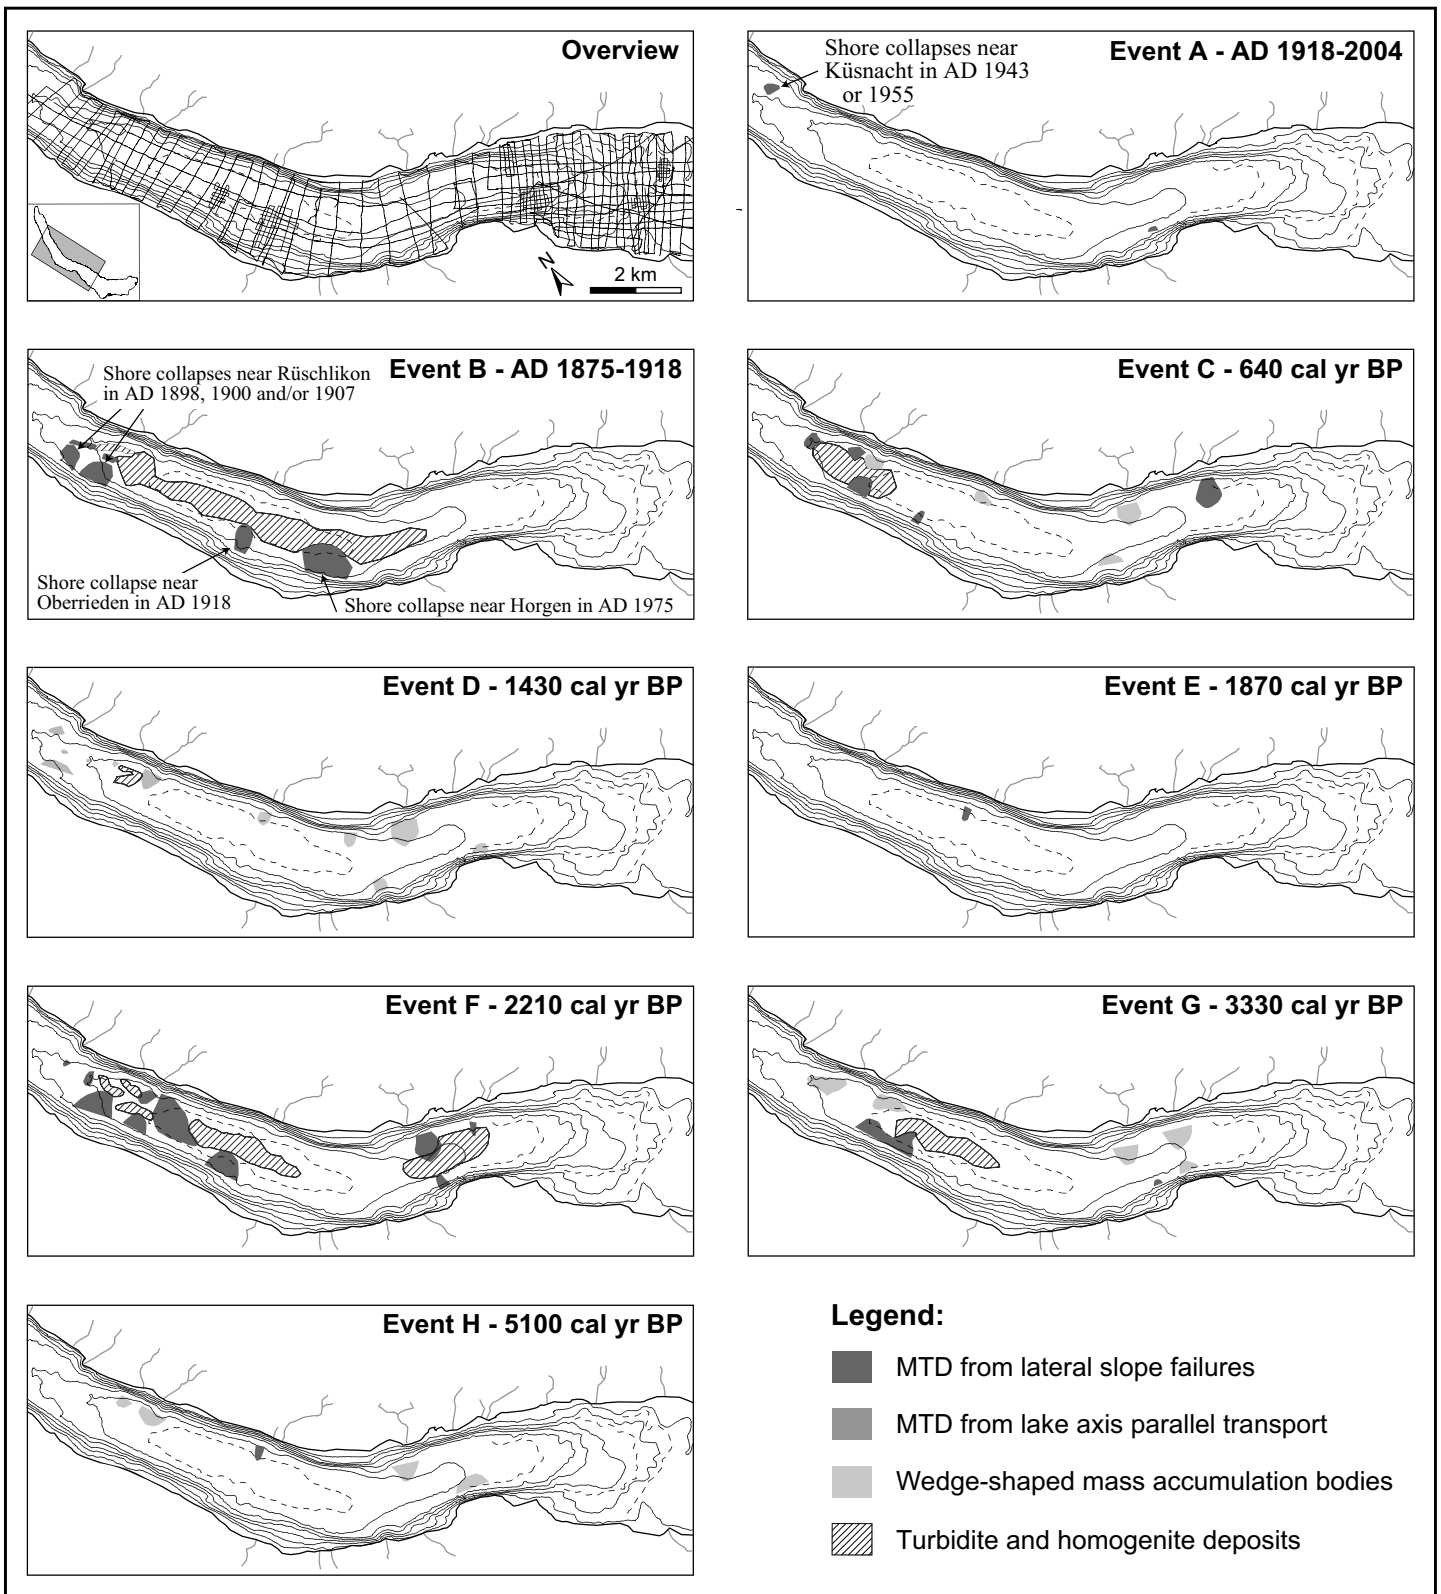 Overview
N
2 km
Event A - AD 1918-2004
Shore collapses near
Küsnacht in AD 1943
or 1955
Event B - AD 1875-1918
Shore collapses near Rüschlikon
in AD 1898, 1900 and/or 1907
Shore collapse near
Oberrieden in AD 1918
Shore collapse near Horgen in AD 1975
Event C - 640 cal yr BP
Event D - 1430 cal yr BP
Event E - 1870 cal yr BP
Event F - 2210 cal yr BP
Event G - 3330 cal yr BP
Event H - 5100 cal yr BP
Legend:
MTD from lateral slope failures
MTD from lake axis parallel transport
Wedge-shaped mass accumulation bodies
Turbidite and homogenite deposits